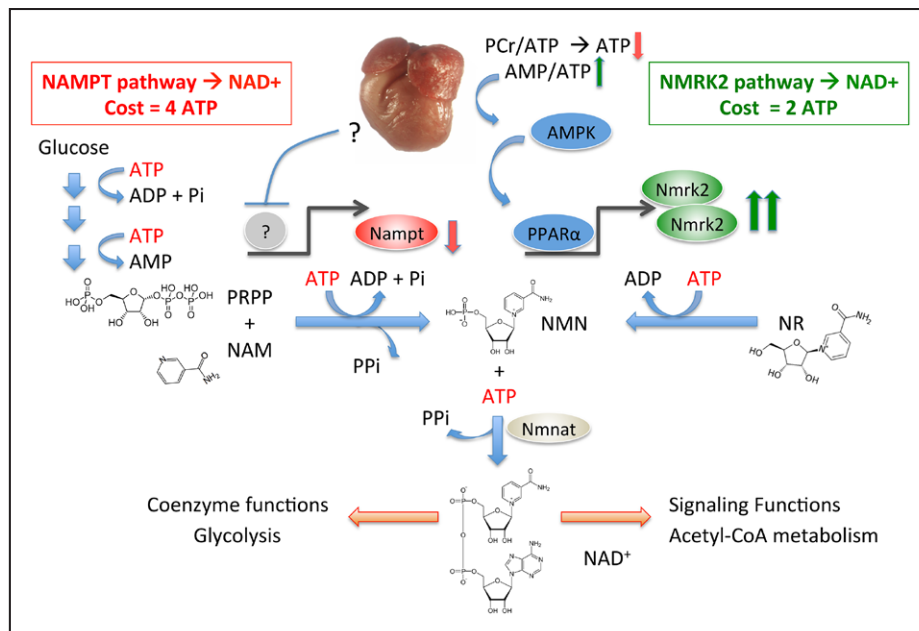 PCr/ATP → ATP
AMP/ATP
NAMPT pathway → NAD+
Cost = 4 ATP
NMRK2 pathway → NAD+
Cost = 2 ATP
?
AMPK
Glucose
ATP
ADP + Pi
ATP
AMP
?
Nampt
PPARα
Nmrk2
Nmrk2
PRPP
+
NAM
ATP ADP + Pi
PPi
NMN
ADP ATP
NR
+
ATP
PPi
Nmnat
Coenzyme functions
Glycolysis
Signaling Functions
Acetyl-CoA metabolism
NAD⁺